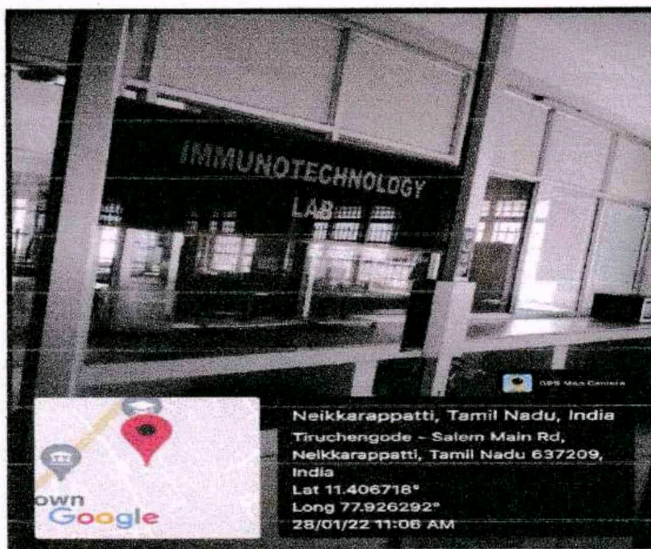 IMMUNOTECHNOLOGY
LAB
GPS Map Camera
Neikkarappatti, Tamil Nadu, India
Tiruchengode - Salem Main Rd,
Neikkarappatti, Tamil Nadu 637209,
India
Lat 11.406718°
Long 77.926292°
28/01/22 11:06 AM
own
Google